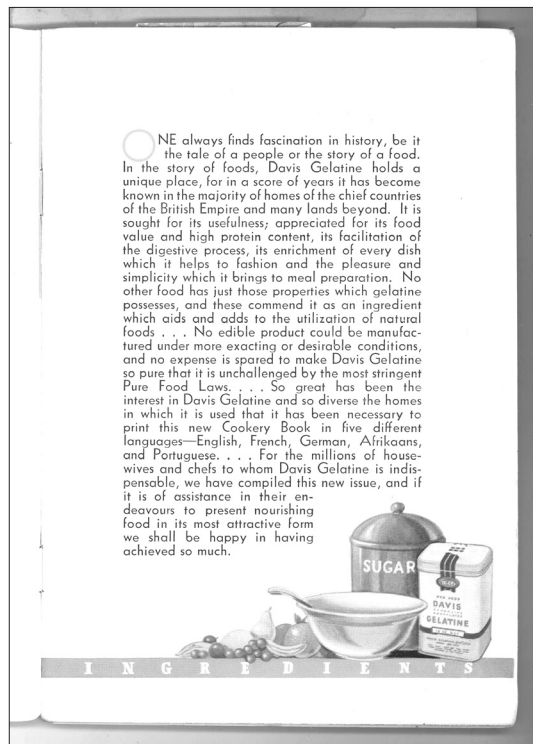 ONE always finds fascination in history, be it
the tale of a people or the story of a food.
In the story of foods, Davis Gelatine holds a
unique place, for in a score of years it has become
known in the majority of homes of the chief countries
of the British Empire and many lands beyond. It is
sought for its usefulness; appreciated for its food
value and high protein content, its facilitation of
the digestive process, its enrichment of every dish
which it helps to fashion and the pleasure and
simplicity which it brings to meal preparation. No
other food has just those properties which gelatine
possesses, and these commend it as an ingredient
which aids and adds to the utilization of natural
foods . . . No edible product could be manufac-
tured under more exacting or desirable conditions,
and no expense is spared to make Davis Gelatine
so pure that it is unchallenged by the most stringent
Pure Food Laws. . . . So great has been the
interest in Davis Gelatine and so diverse the homes
in which it is used that it has been necessary to
print this new Cookery Book in five different
languages—English, French, German, Afrikaans,
and Portuguese. . . . For the millions of house-
wives and chefs to whom Davis Gelatine is indis-
pensable, we have compiled this new issue, and if
it is of assistance in their en-
deavours to present nourishing
food in its most attractive form
we shall be happy in having
achieved so much.
SUGAR
DAVIS
GELATINE
INGREDIENTS